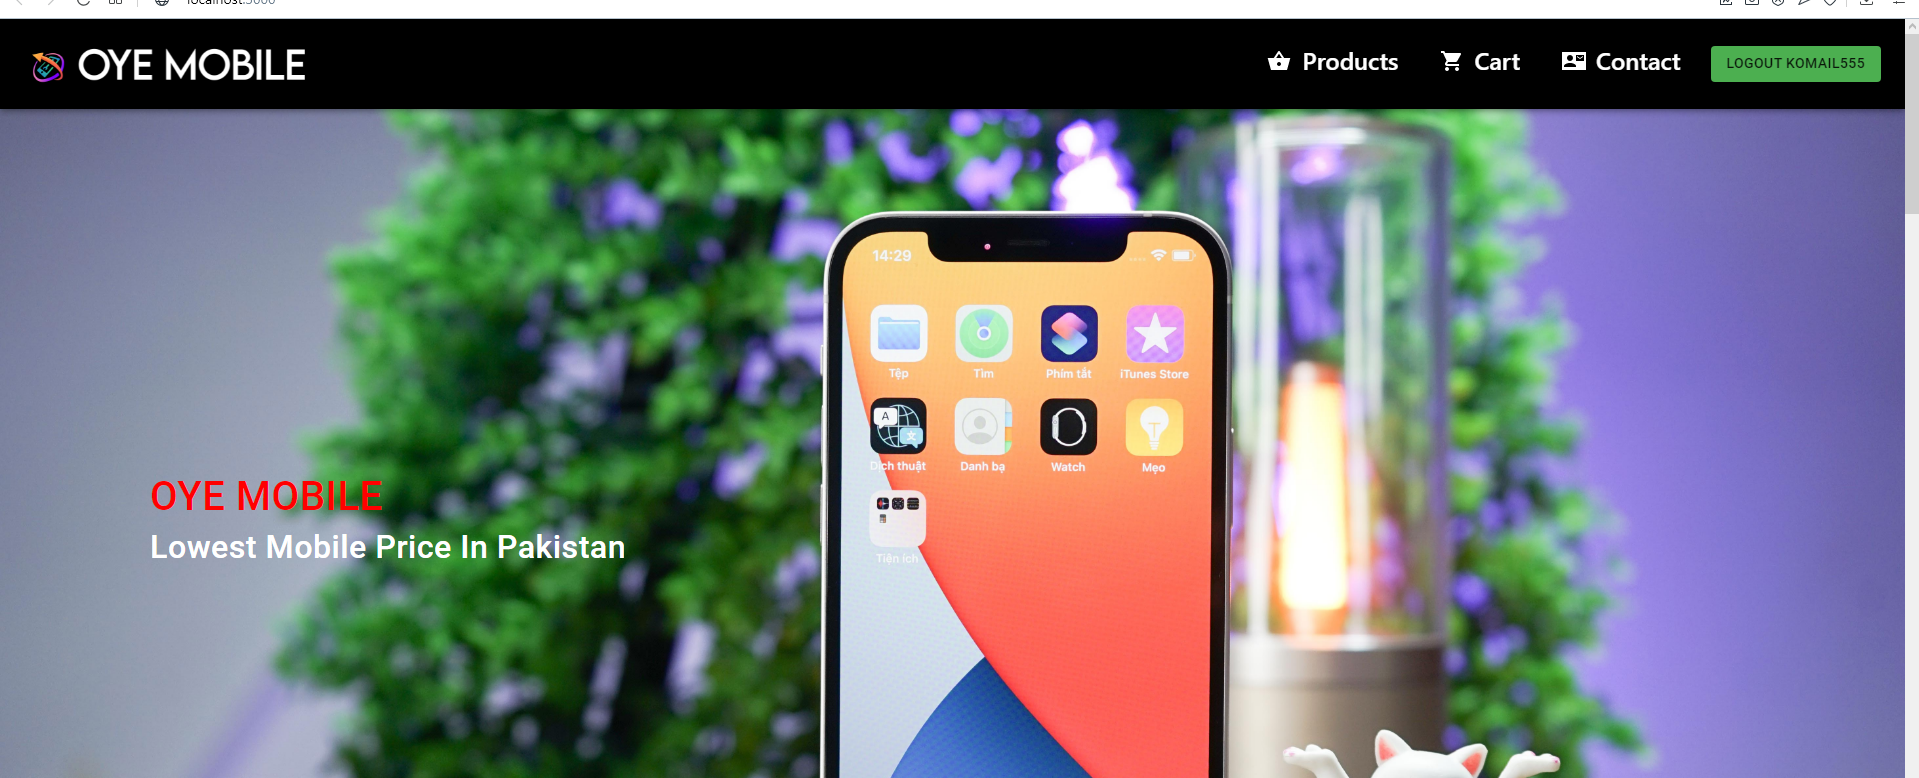 localhost:3000
OYE MOBILE
Products
Cart
Contact
LOGOUT KOMAIL555
14:29
Tệp
Tìm
Phím tắt
iTunes Store
Dịch thuật
Danh bạ
Watch
Mẹo
Tiện ích
OYE MOBILE
Lowest Mobile Price In Pakistan